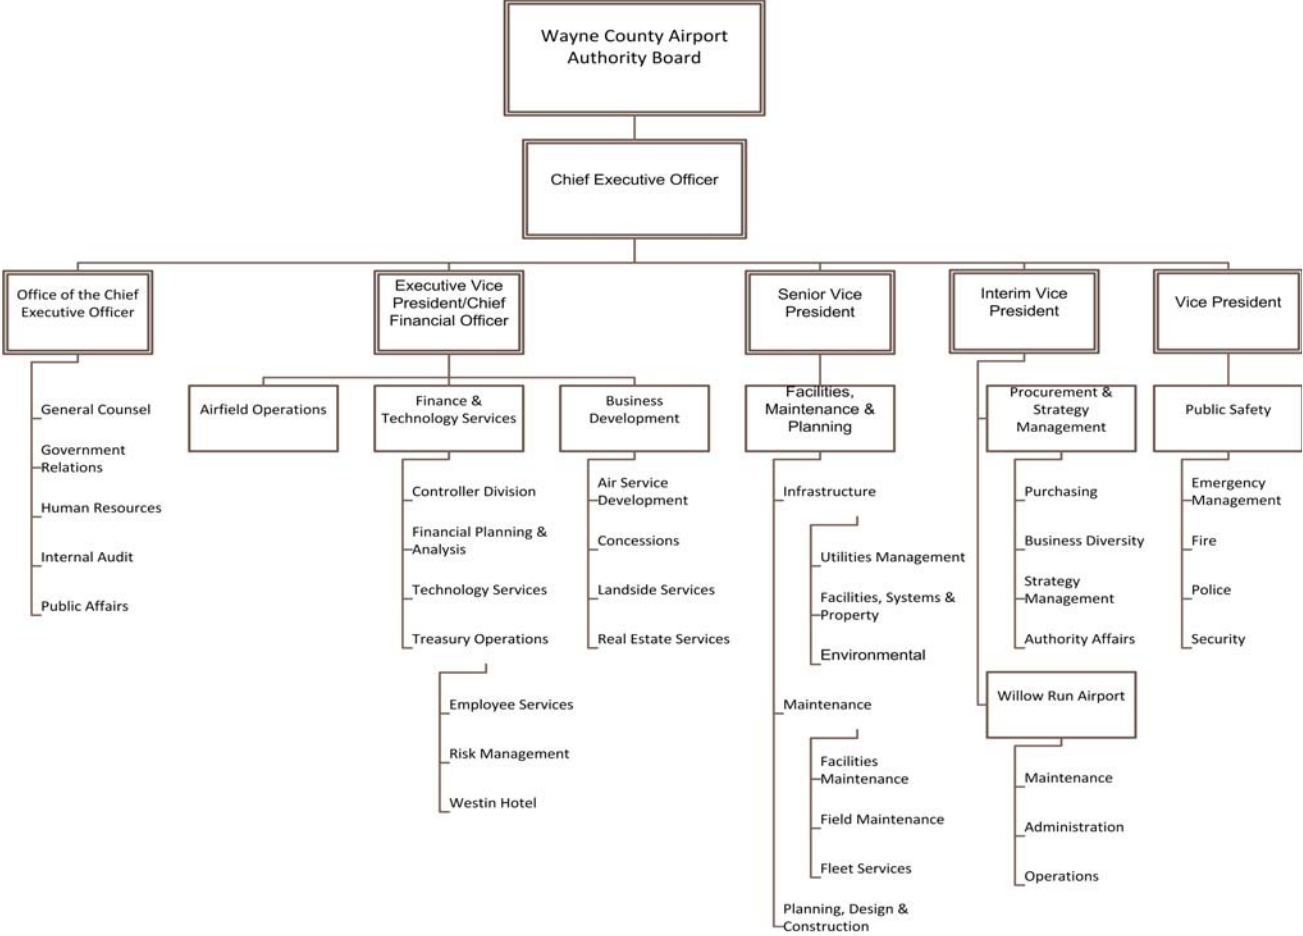 Wayne County Airport
Authority Board
Chief Executive Officer
Office of the Chief
Executive Officer
Executive Vice
President/Chief
Financial Officer
Senior Vice
President
Interim Vice
President
Vice President
General Counsel
Government
Relations
Human Resources
Internal Audit
Public Affairs
Airfield Operations
Finance &
Technology Services
Controller Division
Financial Planning &
Analysis
Technology Services
Treasury Operations
Employee Services
Risk Management
Westin Hotel
Business
Development
Air Service
Development
Concessions
Landside Services
Real Estate Services
Facilities,
Maintenance &
Planning
Infrastructure
Utilities Management
Facilities, Systems &
Property
Environmental
Maintenance
Facilities
Maintenance
Field Maintenance
Fleet Services
Planning, Design &
Construction
Procurement &
Strategy
Management
Purchasing
Business Diversity
Strategy
Management
Authority Affairs
Willow Run Airport
Maintenance
Administration
Operations
Public Safety
Emergency
Management
Fire
Police
Security